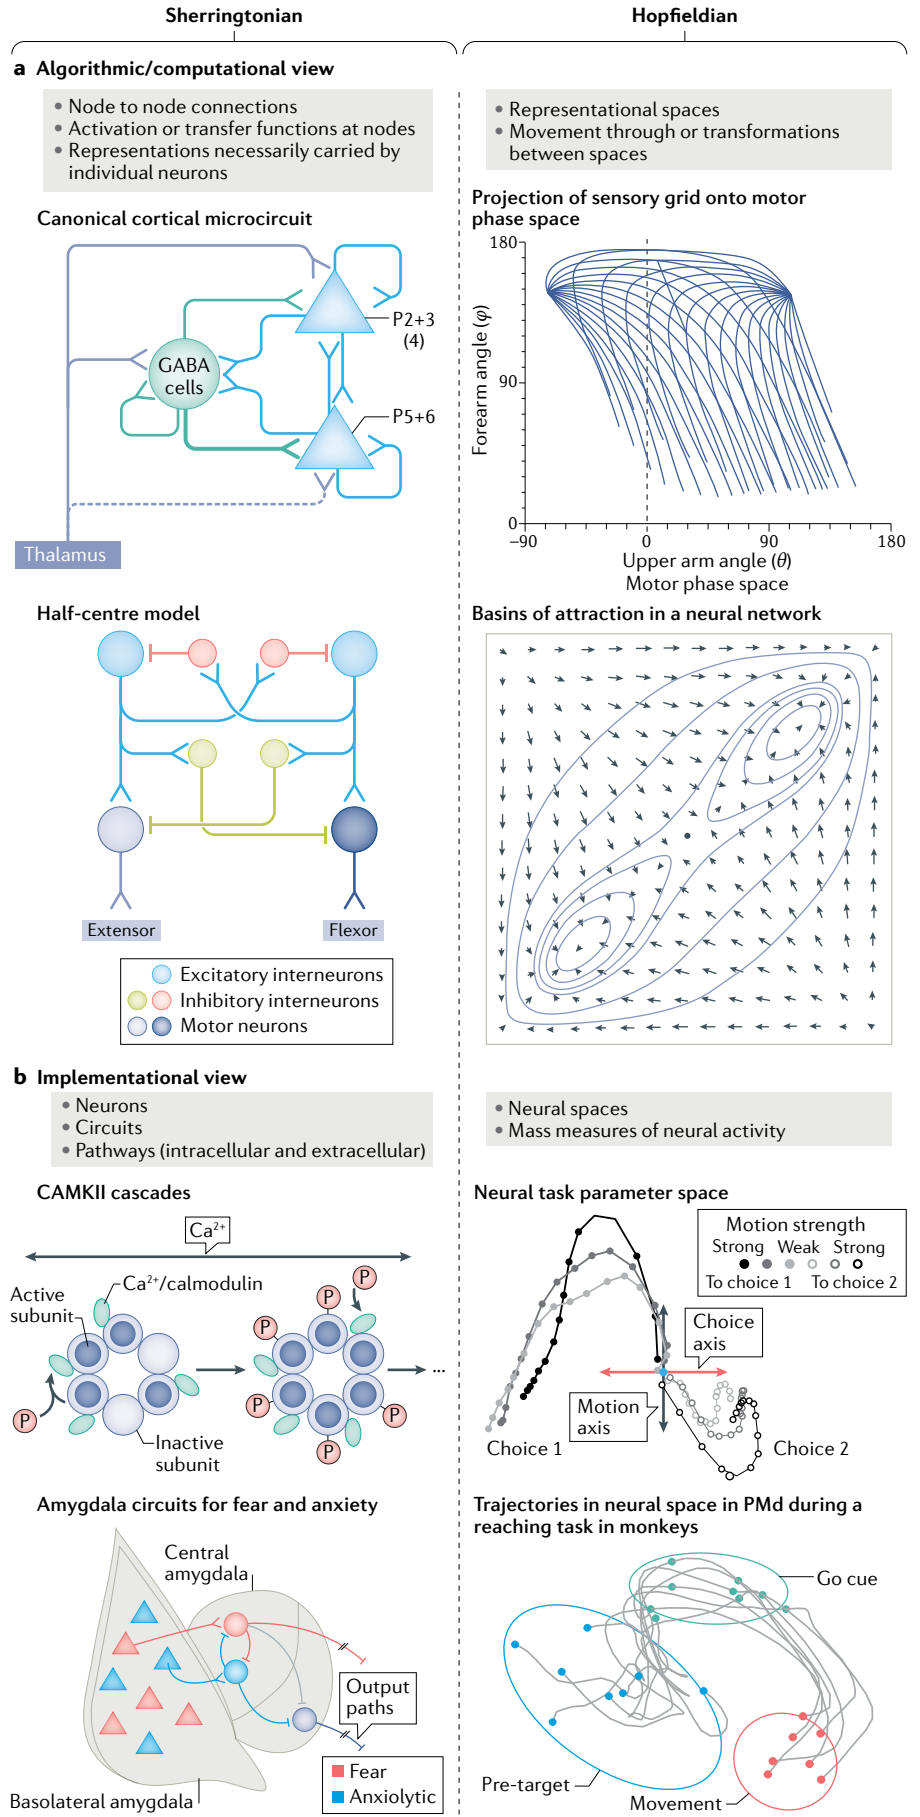 Sherringtonian
Hopfieldian
a Algorithmic/computational view
• Node to node connections
• Activation or transfer functions at nodes
• Representations necessarily carried by
individual neurons
• Representational spaces
• Movement through or transformations
between spaces
Canonical cortical microcircuit
P2+3
(4)
GABA
cells
P5+6
Thalamus
Projection of sensory grid onto motor
phase space
180
90
0
Forearm angle (φ)
−90
0
90
180
Upper arm angle (θ)
Motor phase space
Half-centre model
Extensor
Flexor
Excitatory interneurons
Inhibitory interneurons
Motor neurons
Basins of attraction in a neural network
b Implementational view
• Neurons
• Circuits
• Pathways (intracellular and extracellular)
• Neural spaces
• Mass measures of neural activity
CAMKII cascades
Ca²⁺
Ca²⁺/calmodulin
Active
subunit
P
P
P
P
P
P
P
...
Inactive
subunit
Neural task parameter space
Motion strength
Strong Weak Strong
To choice 1 To choice 2
Choice
axis
Motion
axis
Choice 1
Choice 2
Amygdala circuits for fear and anxiety
Central
amygdala
Output
paths
Fear
Anxiolytic
Basolateral amygdala
Trajectories in neural space in PMd during a
reaching task in monkeys
Go cue
Pre-target
Movement